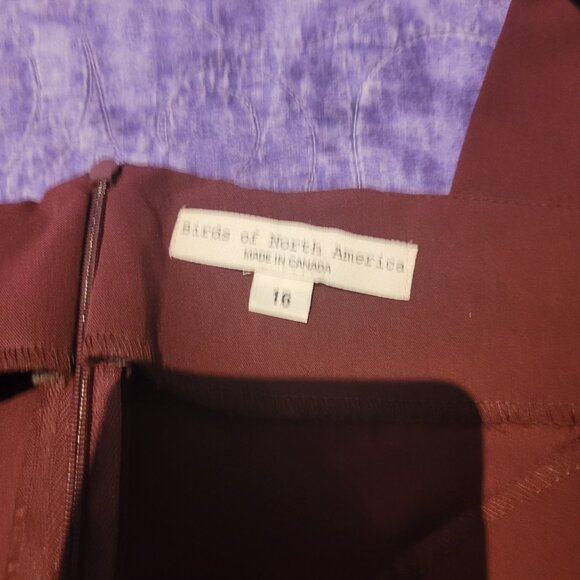 Birds of North America
MADE IN CANADA
16